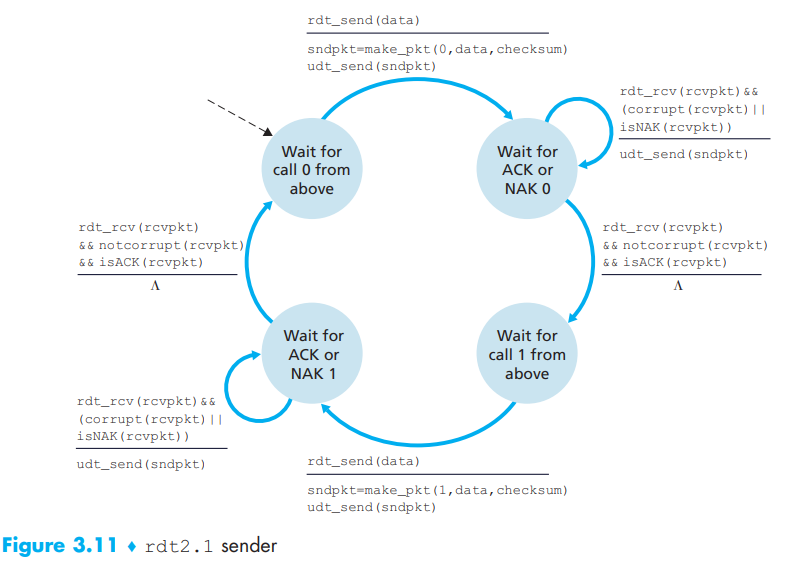 rdt_send(data)
sndpkt=make_pkt(0,data,checksum)
udt_send(sndpkt)
rdt_rcv(rcvpkt)&&
(corrupt(rcvpkt)||
isNAK(rcvpkt))
udt_send(sndpkt)
Wait for
call 0 from
above
Wait for
ACK or
NAK 0
rdt_rcv(rcvpkt)
&& notcorrupt(rcvpkt)
&& isACK(rcvpkt)
Λ
rdt_rcv(rcvpkt)
&& notcorrupt(rcvpkt)
&& isACK(rcvpkt)
Λ
Wait for
ACK or
NAK 1
Wait for
call 1 from
above
rdt_rcv(rcvpkt)&&
(corrupt(rcvpkt)||
isNAK(rcvpkt))
udt_send(sndpkt)
rdt_send(data)
sndpkt=make_pkt(1,data,checksum)
udt_send(sndpkt)
Figure 3.11 ♦ rdt2.1 sender